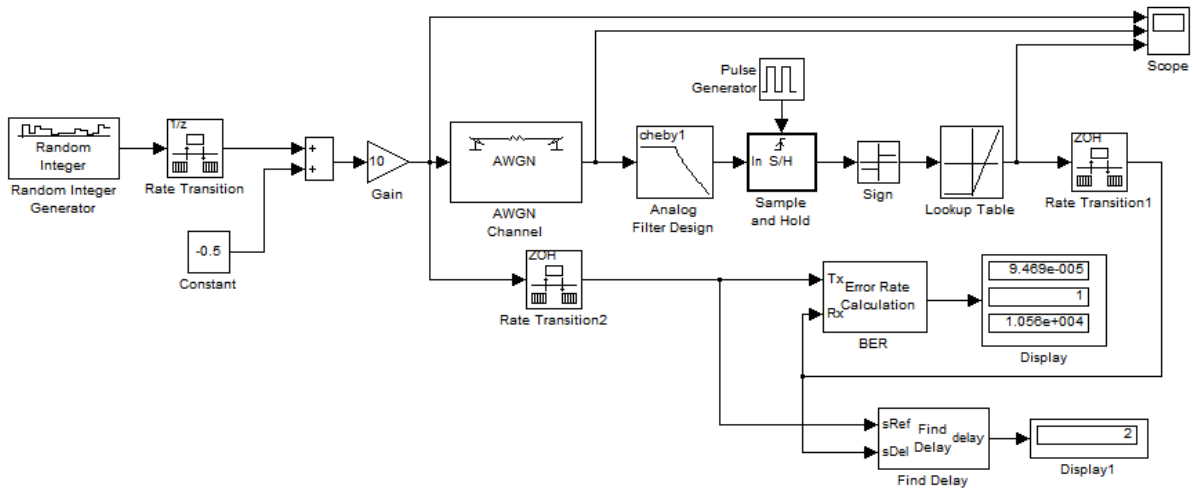 Scope
Pulse
Generator
Random
Integer
Random Integer
Generator
1/z
Rate Transition
+
+
-0.5
Constant
10
Gain
AWGN
AWGN
Channel
cheby1
Analog
Filter Design
In S/H
Sample
and Hold
Sign
Lookup Table
ZOH
Rate Transition1
ZOH
Rate Transition2
Tx
Rx
Error Rate
Calculation
BER
9.469e-005
1
1.056e+004
Display
sRef
sDel
Find
Delay
delay
Find Delay
2
Display1